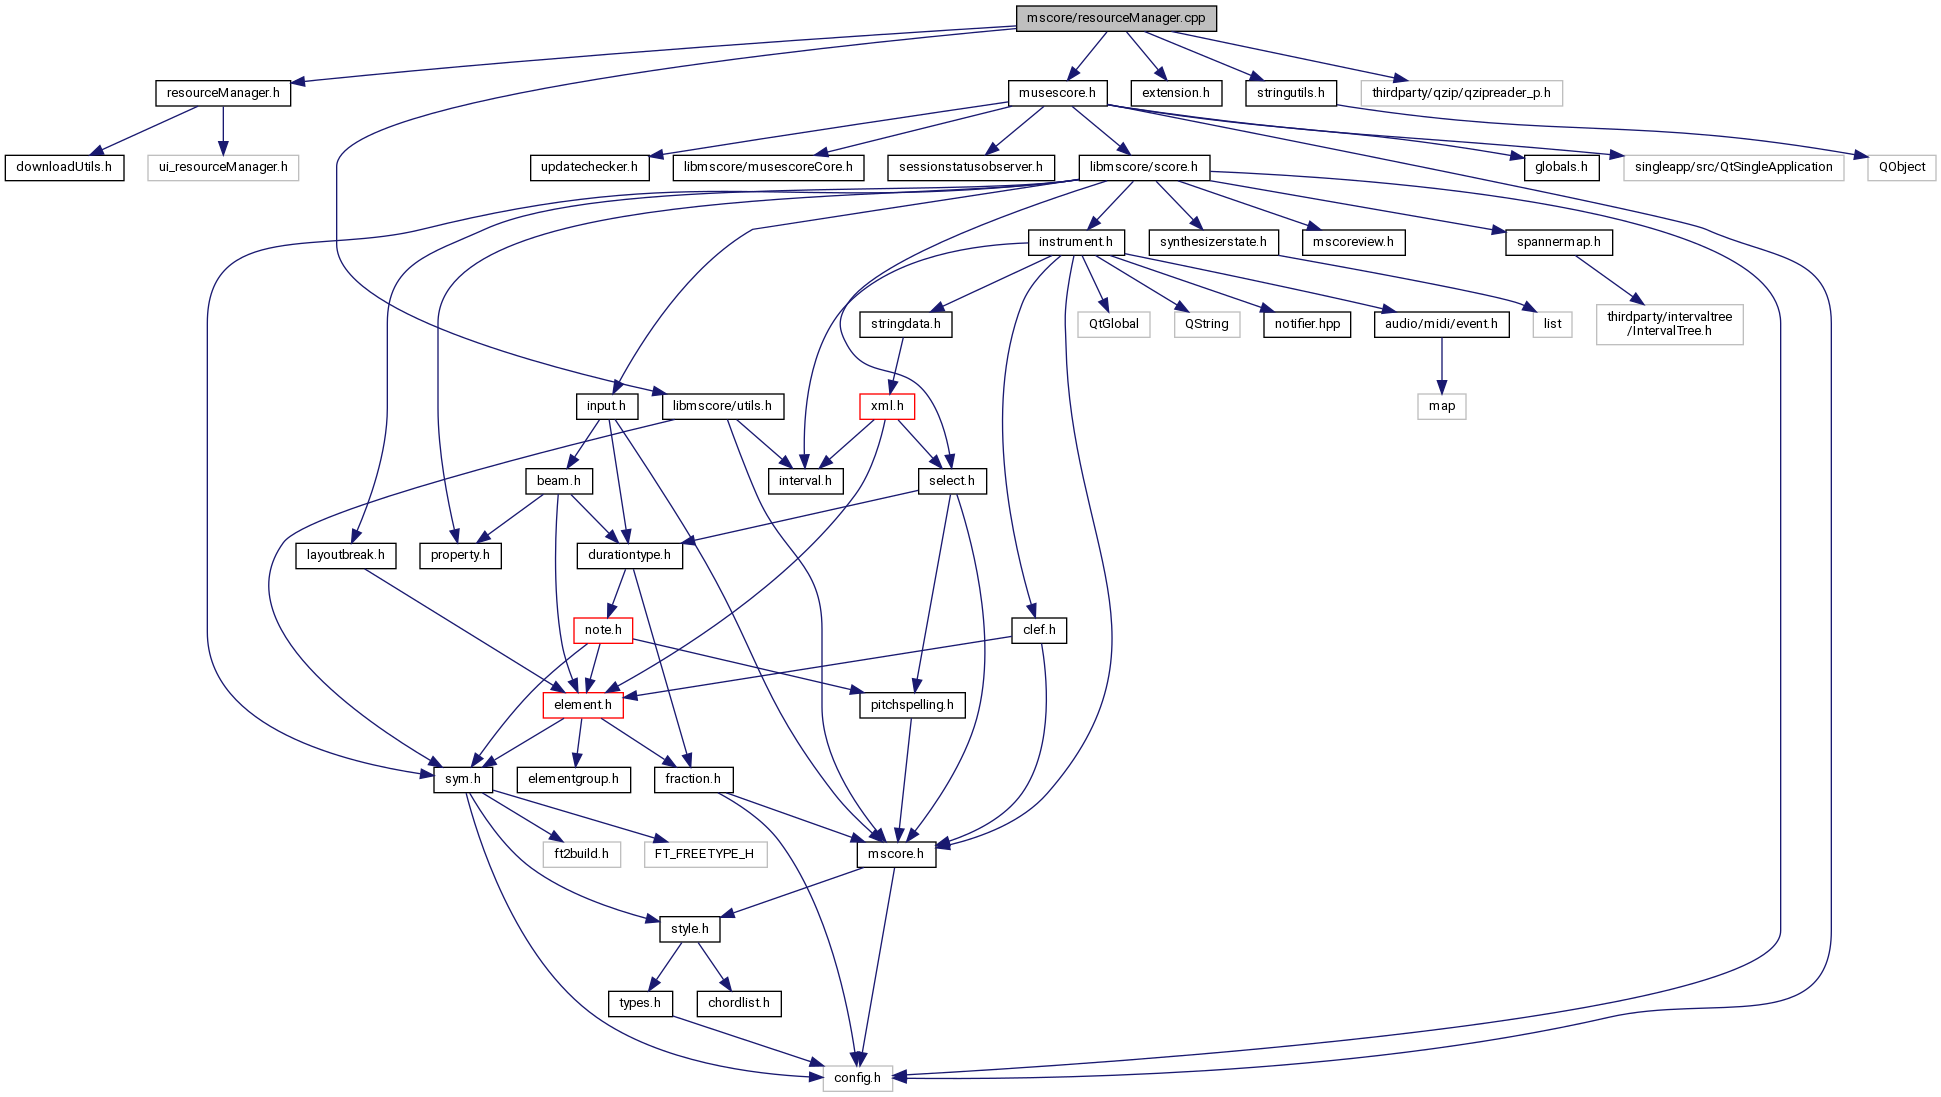 mscore/resourceManager.cpp
resourceManager.h
musescore.h
extension.h
stringutils.h
thirdparty/qzip/qzipreader_p.h
downloadUtils.h
ui_resourceManager.h
updatechecker.h
libmscore/musescoreCore.h
sessionstatusobserver.h
libmscore/score.h
globals.h
singleapp/src/QtSingleApplication
QObject
instrument.h
synthesizerstate.h
mscoreview.h
spannermap.h
stringdata.h
QtGlobal
QString
notifier.hpp
audio/midi/event.h
list
thirdparty/intervaltree
/IntervalTree.h
input.h
libmscore/utils.h
xml.h
map
beam.h
interval.h
select.h
layoutbreak.h
property.h
durationtype.h
note.h
clef.h
element.h
pitchspelling.h
sym.h
elementgroup.h
fraction.h
ft2build.h
FT_FREETYPE_H
mscore.h
style.h
types.h
chordlist.h
config.h